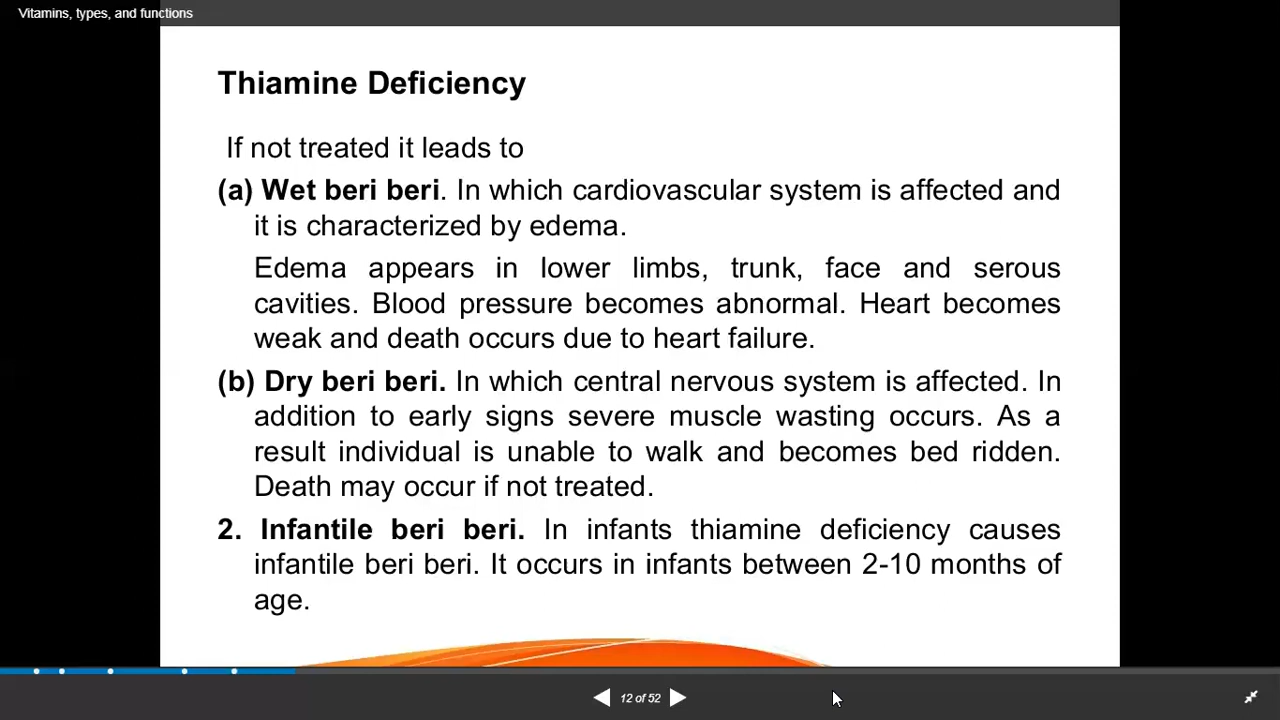 Vitamins, types, and functions
Thiamine Deficiency
If not treated it leads to
(a) Wet beri beri. In which cardiovascular system is affected and
it is characterized by edema.
Edema appears in lower limbs, trunk, face and serous
cavities. Blood pressure becomes abnormal. Heart becomes
weak and death occurs due to heart failure.
(b) Dry beri beri. In which central nervous system is affected. In
addition to early signs severe muscle wasting occurs. As a
result individual is unable to walk and becomes bed ridden.
Death may occur if not treated.
2. Infantile beri beri. In infants thiamine deficiency causes
infantile beri beri. It occurs in infants between 2-10 months of
age.
12 of 52